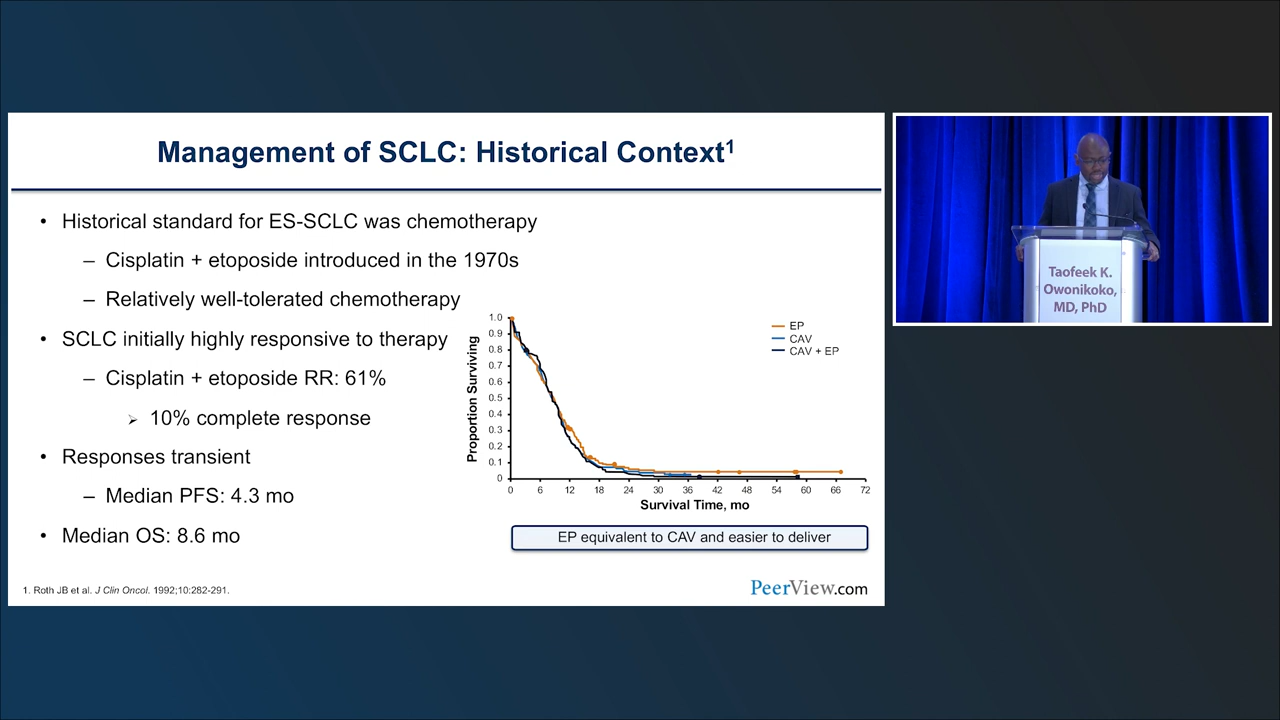 Management of SCLC: Historical Context1
• Historical standard for ES-SCLC was chemotherapy
– Cisplatin + etoposide introduced in the 1970s
– Relatively well-tolerated chemotherapy
• SCLC initially highly responsive to therapy
– Cisplatin + etoposide RR: 61%
➢ 10% complete response
• Responses transient
– Median PFS: 4.3 mo
• Median OS: 8.6 mo
Proportion Surviving
1.0
0.9
0.8
0.7
0.6
0.5
0.4
0.3
0.2
0.1
0
EP
CAV
CAV + EP
0 6 12 18 24 30 36 42 48 54 60 66 72
Survival Time, mo
EP equivalent to CAV and easier to deliver
1. Roth JB et al. J Clin Oncol. 1992;10:282-291.
PeerView.com
Taofeek K.
Owonikoko,
MD, PhD